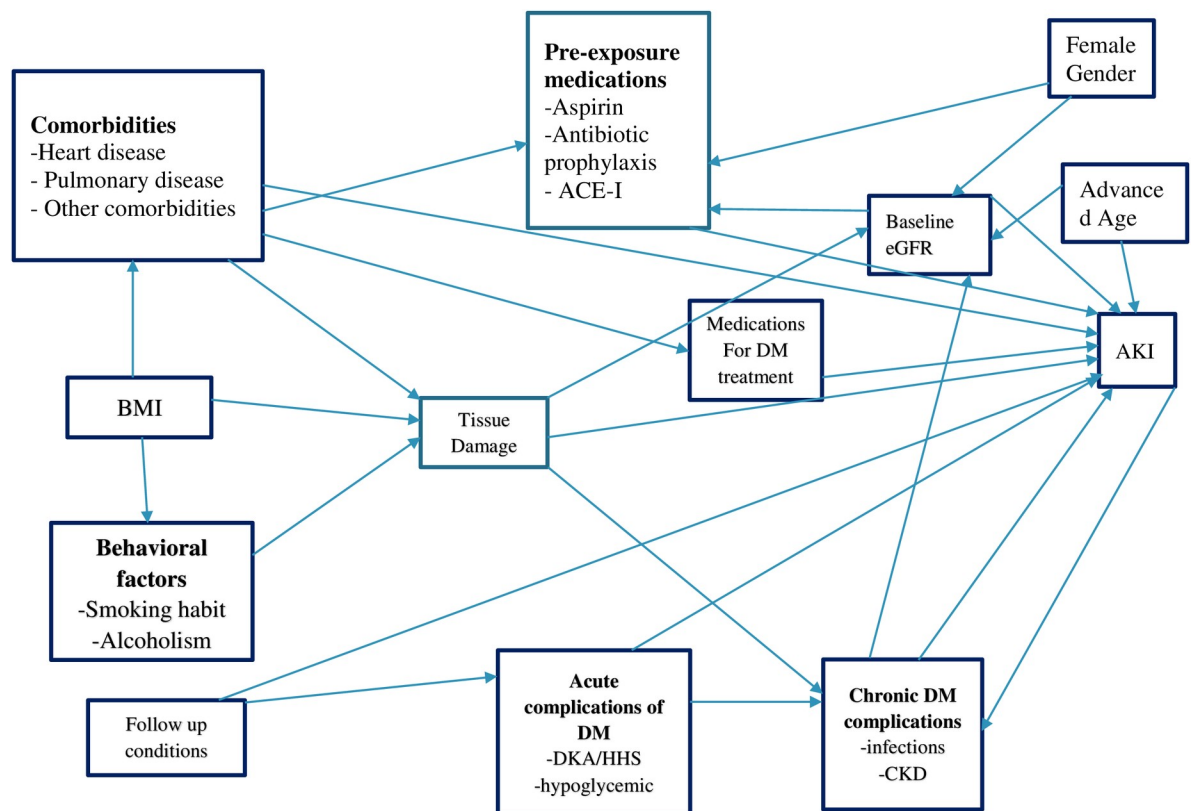 Pre-exposure
medications
-Aspirin
-Antibiotic
prophylaxis
- ACE-I
Female
Gender
Comorbidities
-Heart disease
- Pulmonary disease
- Other comorbidities
Advance
d Age
Baseline
eGFR
Medications
For DM
treatment
AKI
BMI
Tissue
Damage
Behavioral
factors
-Smoking habit
-Alcoholism
Follow up
conditions
Acute
complications of
DM
-DKA/HHS
-hypoglycemic
Chronic DM
complications
-infections
-CKD